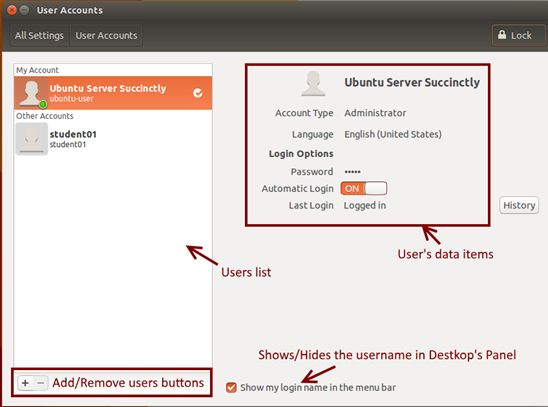 User Accounts
All Settings User Accounts Lock
My Account
Ubuntu Server Succinctly
ubuntu-user
Other Accounts
student01
student01
Ubuntu Server Succinctly
Account Type Administrator
Language English (United States)
Login Options
Password •••••
Automatic Login ON
Last Login Logged in
History
User's data items
Users list
Shows/Hides the username in Destkop's Panel
+ − Add/Remove users buttons
Show my login name in the menu bar